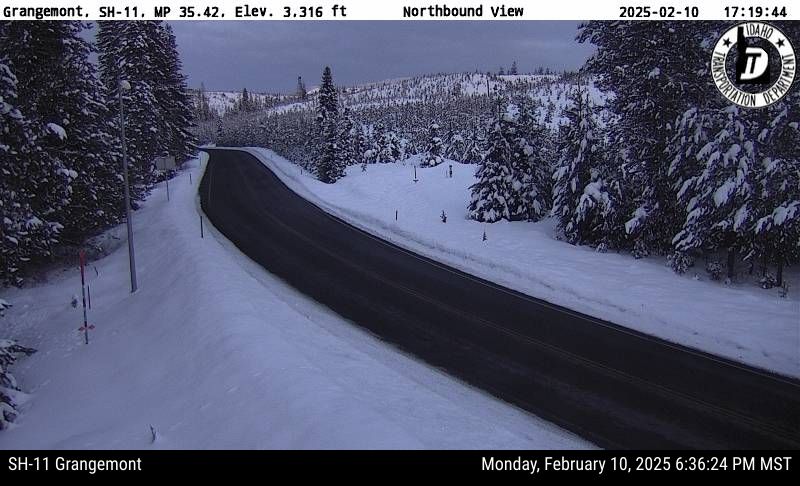 Grangemont, SH-11, MP 35.42, Elev. 3,316 ft Northbound View 2025-02-10 17:19:44
IDAHO
TRANSPORTATION DEPARTMENT
SH-11 Grangemont Monday, February 10, 2025 6:36:24 PM MST